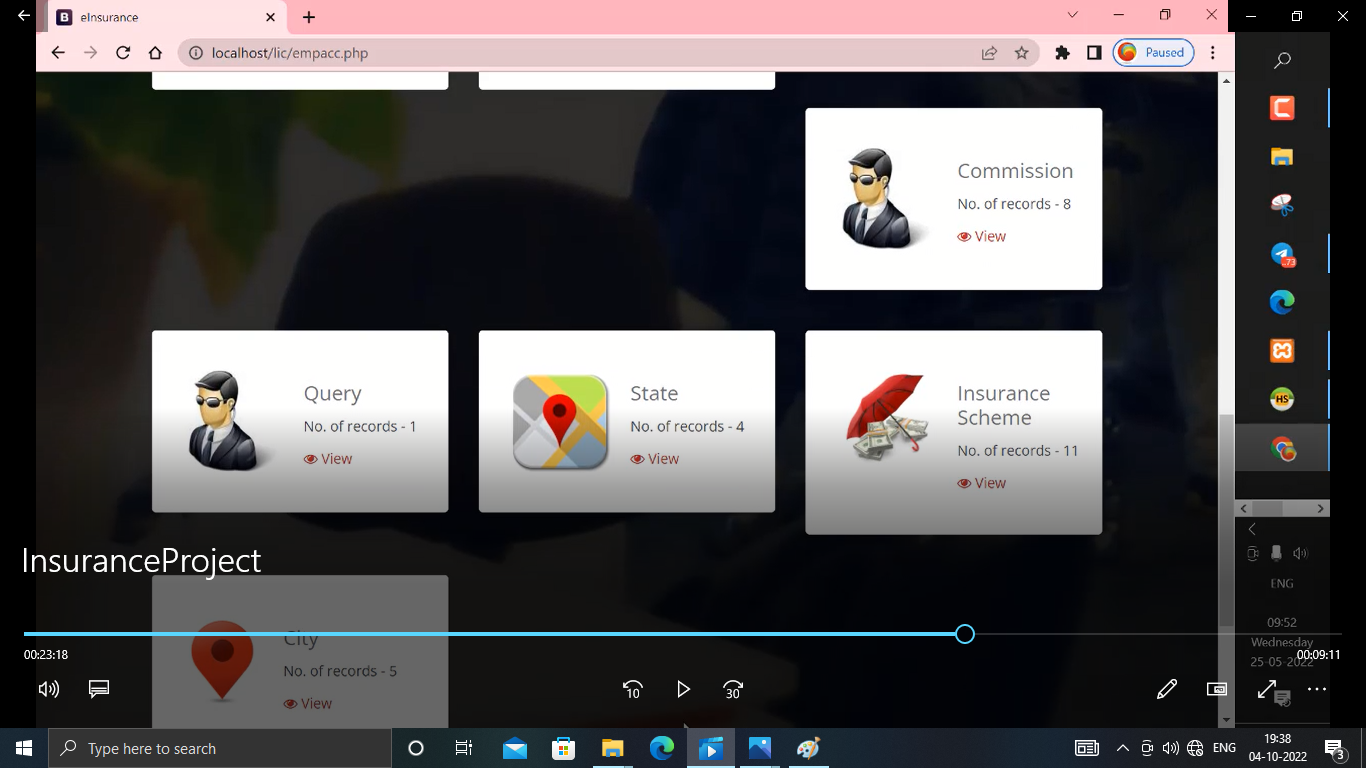 eInsurance
localhost/lic/empacc.php
Paused
Commission
No. of records - 8
View
Query
No. of records - 1
View
State
No. of records - 4
View
Insurance
Scheme
No. of records - 11
View
InsuranceProject
City
No. of records - 5
View
00:23:18
00:09:11
10
30
ENG
09:52
Wednesday
25-05-2022
Type here to search
ENG
19:38
04-10-2022
3